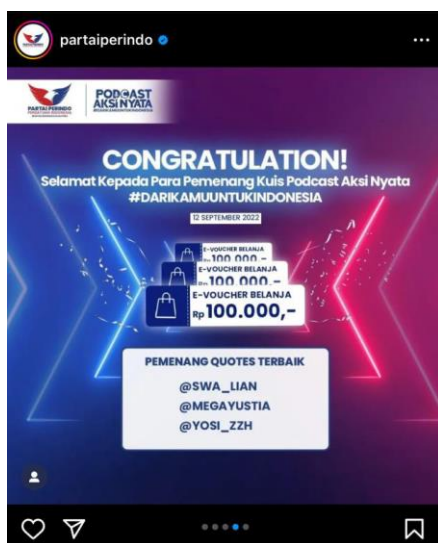 partaiperindo
PARTAI PERINDO
PODCAST
AKSI NYATA
CONGRATULATION!
Selamat Kepada Para Pemenang Kuis Podcast Aksi Nyata
#DARIKAMUUNTUKINDONESIA
12 SEPTEMBER 2022
E-VOUCHER BELANJA
Rp 100.000,-
E-VOUCHER BELANJA
Rp 100.000,-
E-VOUCHER BELANJA
Rp 100.000,-
PEMENANG QUOTES TERBAIK
@SWA_LIAN
@MEGAYUSTIA
@YOSI_ZZH